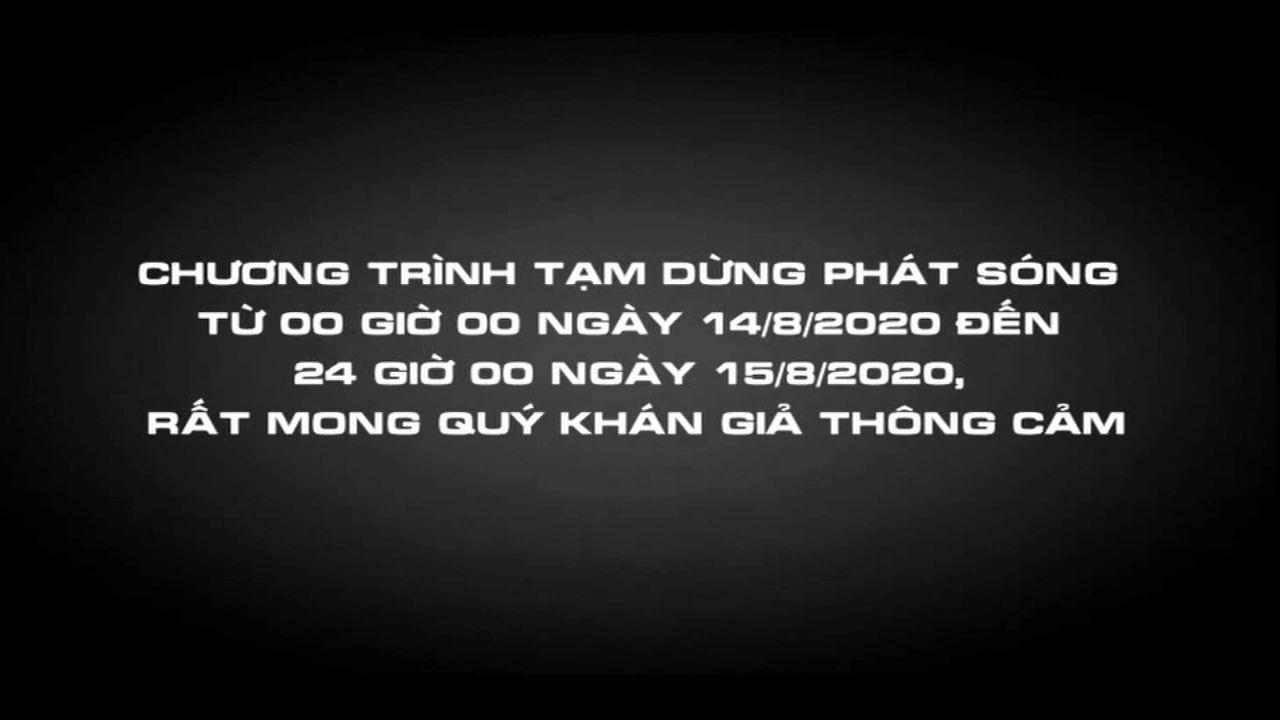 CHƯƠNG TRÌNH TẠM DỪNG PHÁT SÓNG
TỪ 00 GIỜ 00 NGÀY 14/8/2020 ĐẾN
24 GIỜ 00 NGÀY 15/8/2020,
RẤT MONG QUÝ KHÁN GIẢ THÔNG CẢM